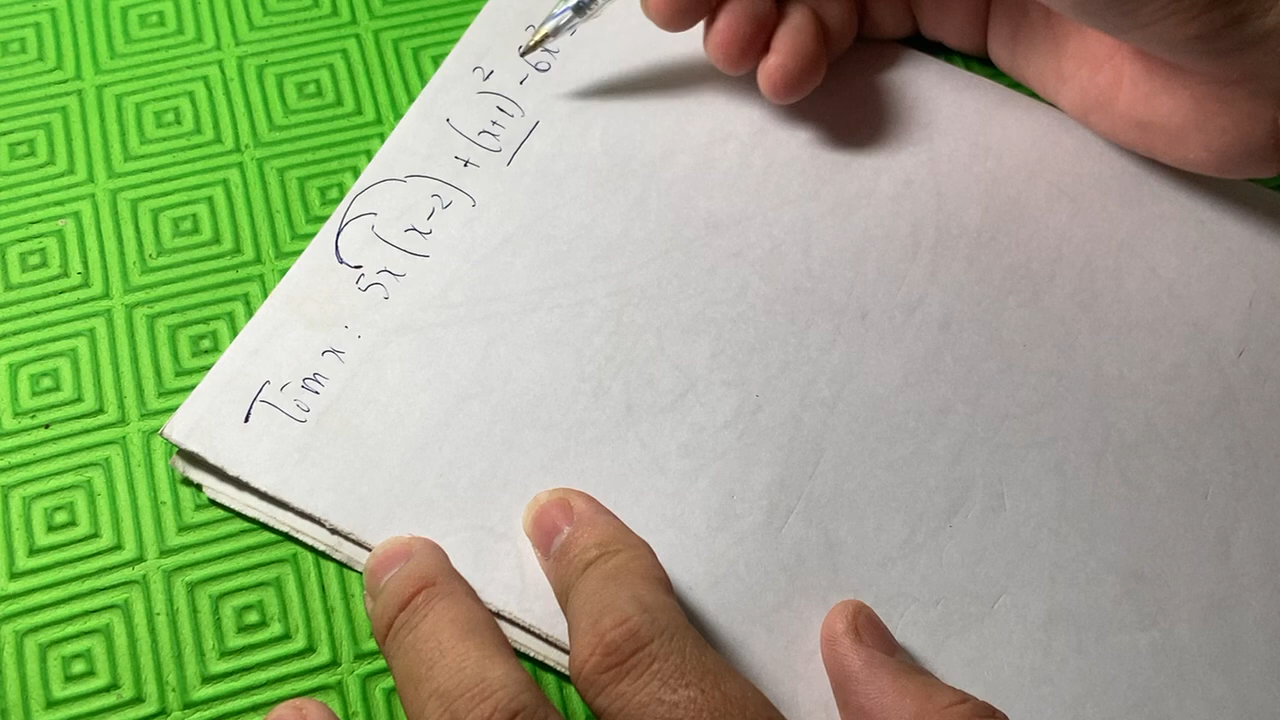 Tìm x: 5x(x-2) + (x+1)² - 6x²